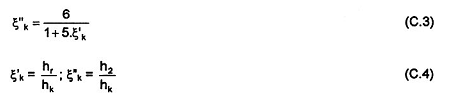 ξ"ₖ = 6 / (1+5.ξ'ₖ) (C.3)
ξ'ₖ = hᵣ / hₖ ; ξ"ₖ = h₂ / hₖ (C.4)